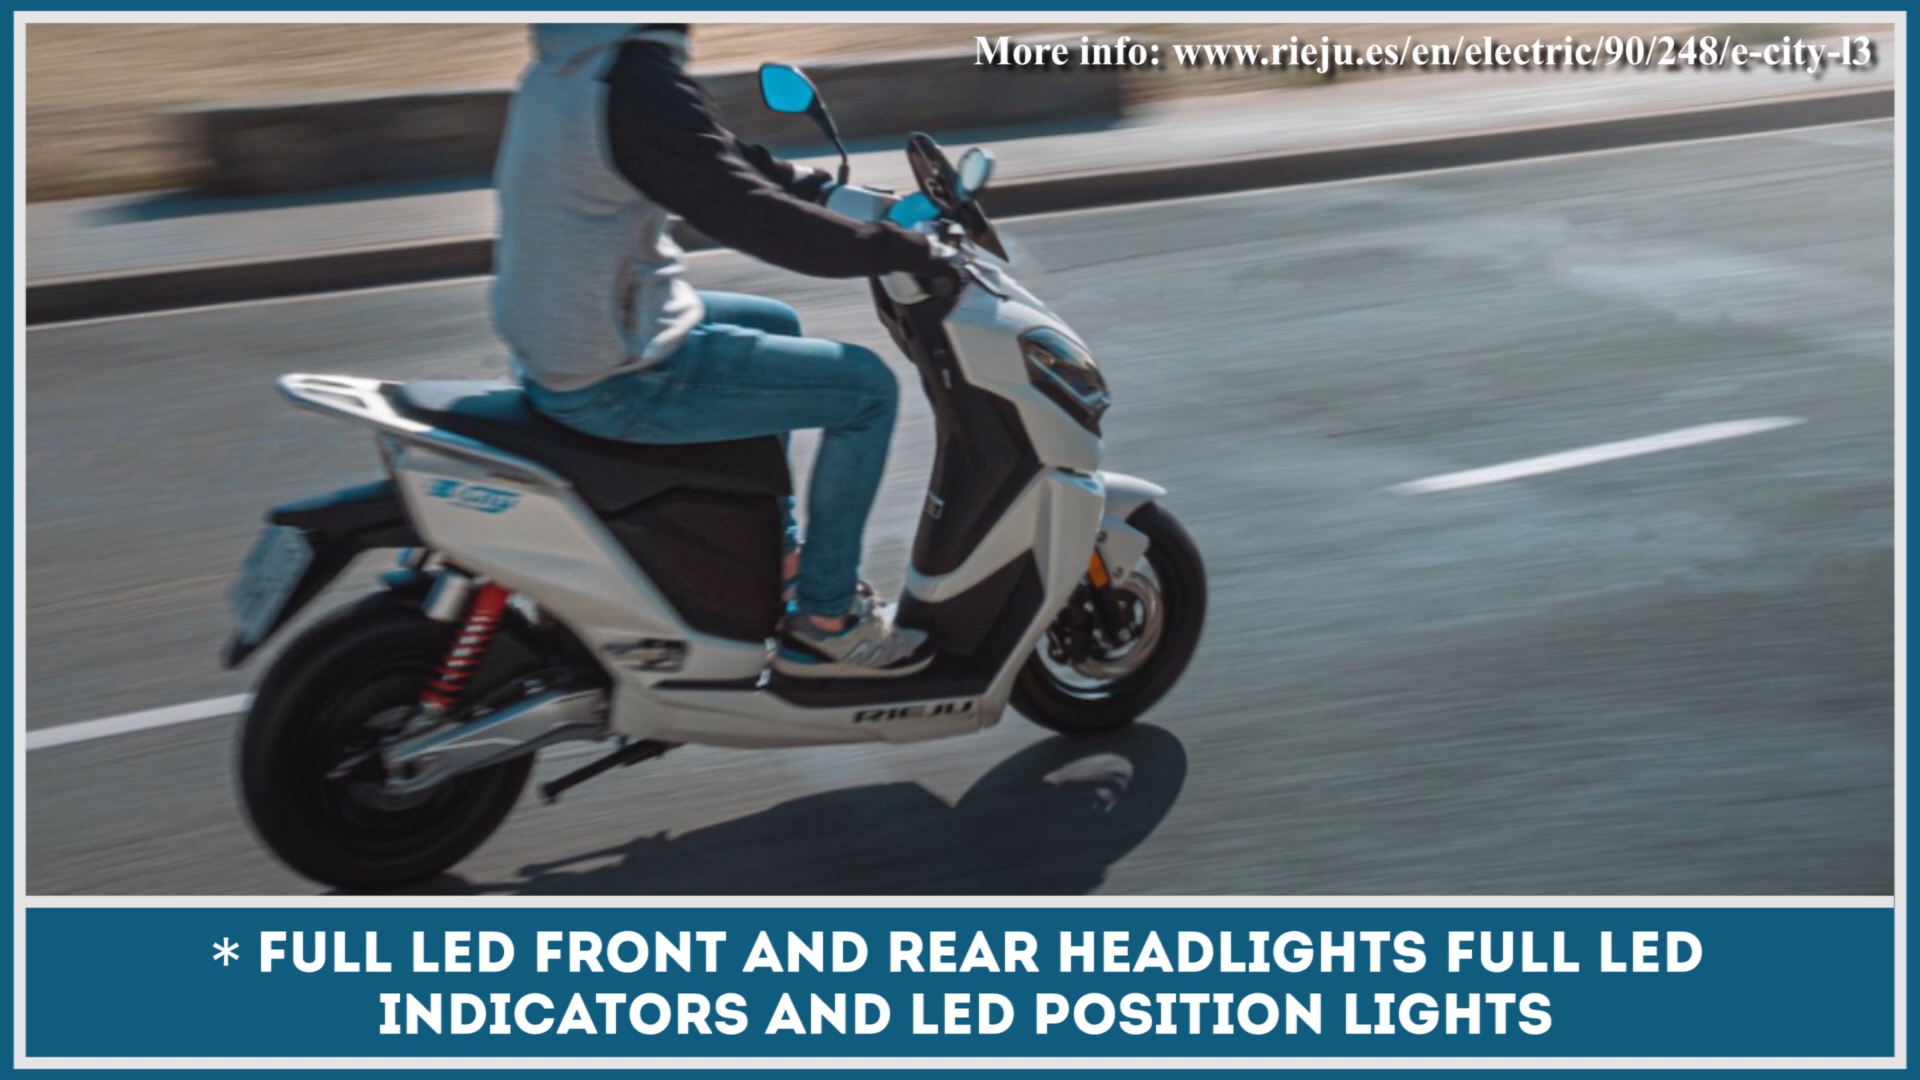 More info: www.rieju.es/en/electric/90/248/e-city-l3
E-CITY
RIEJU
* FULL LED FRONT AND REAR HEADLIGHTS FULL LED
INDICATORS AND LED POSITION LIGHTS